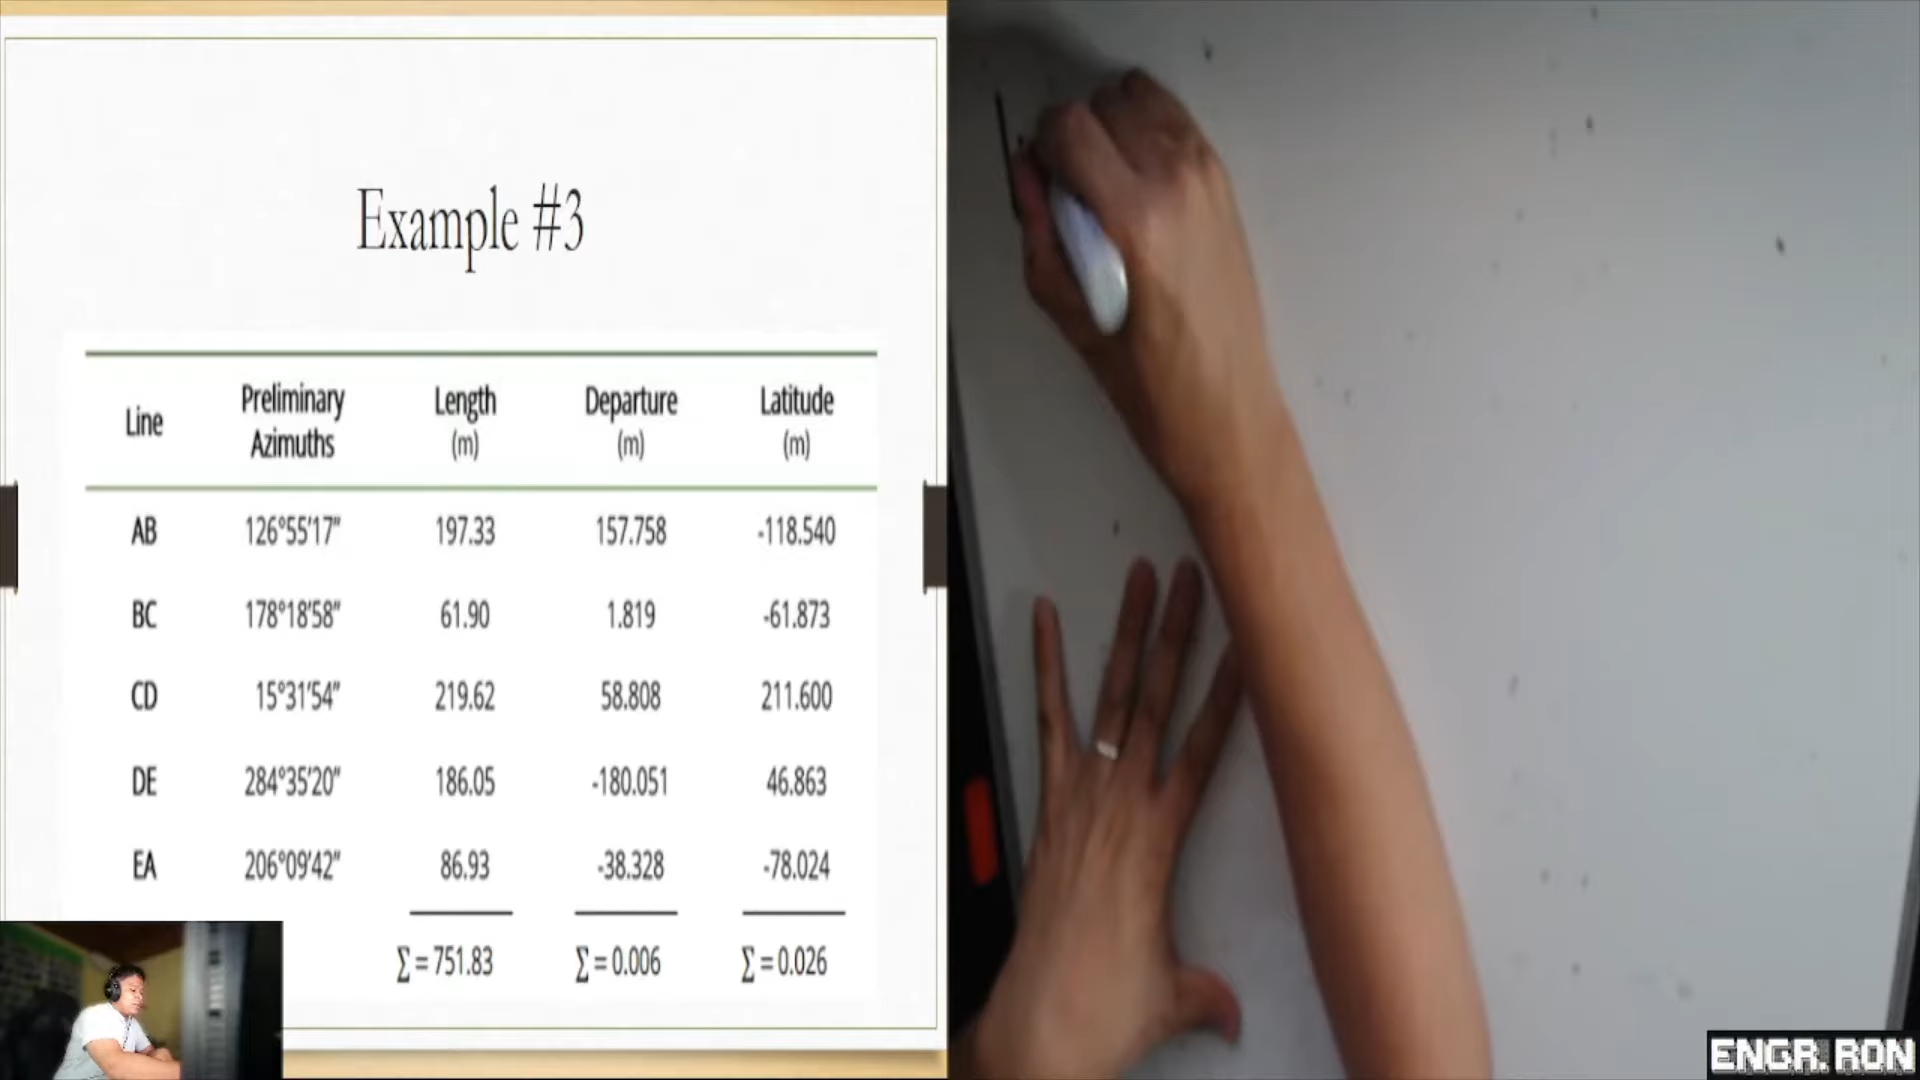 Example #3
Line Preliminary Azimuths Length (m) Departure (m) Latitude (m)
AB 126°55'17" 197.33 157.758 -118.540
BC 178°18'58" 61.90 1.819 -61.873
CD 15°31'54" 219.62 58.808 211.600
DE 284°35'20" 186.05 -180.051 46.863
EA 206°09'42" 86.93 -38.328 -78.024
∑ = 751.83 ∑ = 0.006 ∑ = 0.026
ENGR. RON